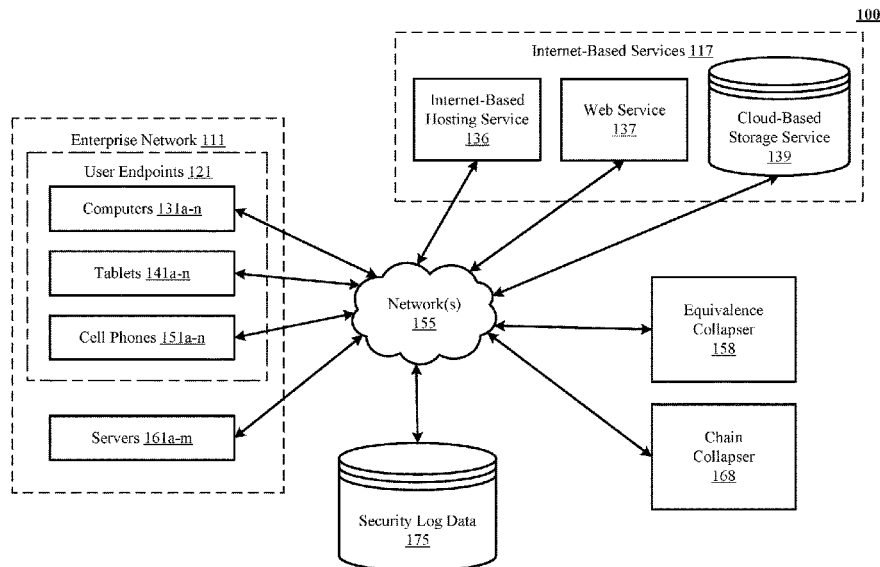 100
Internet-Based Services 117
Internet-Based
Hosting Service
136
Web Service
137
Cloud-Based
Storage Service
139
Enterprise Network 111
User Endpoints 121
Computers 131a-n
Tablets 141a-n
Cell Phones 151a-n
Servers 161a-m
Network(s)
155
Equivalence
Collapser
158
Chain
Collapser
168
Security Log Data
175